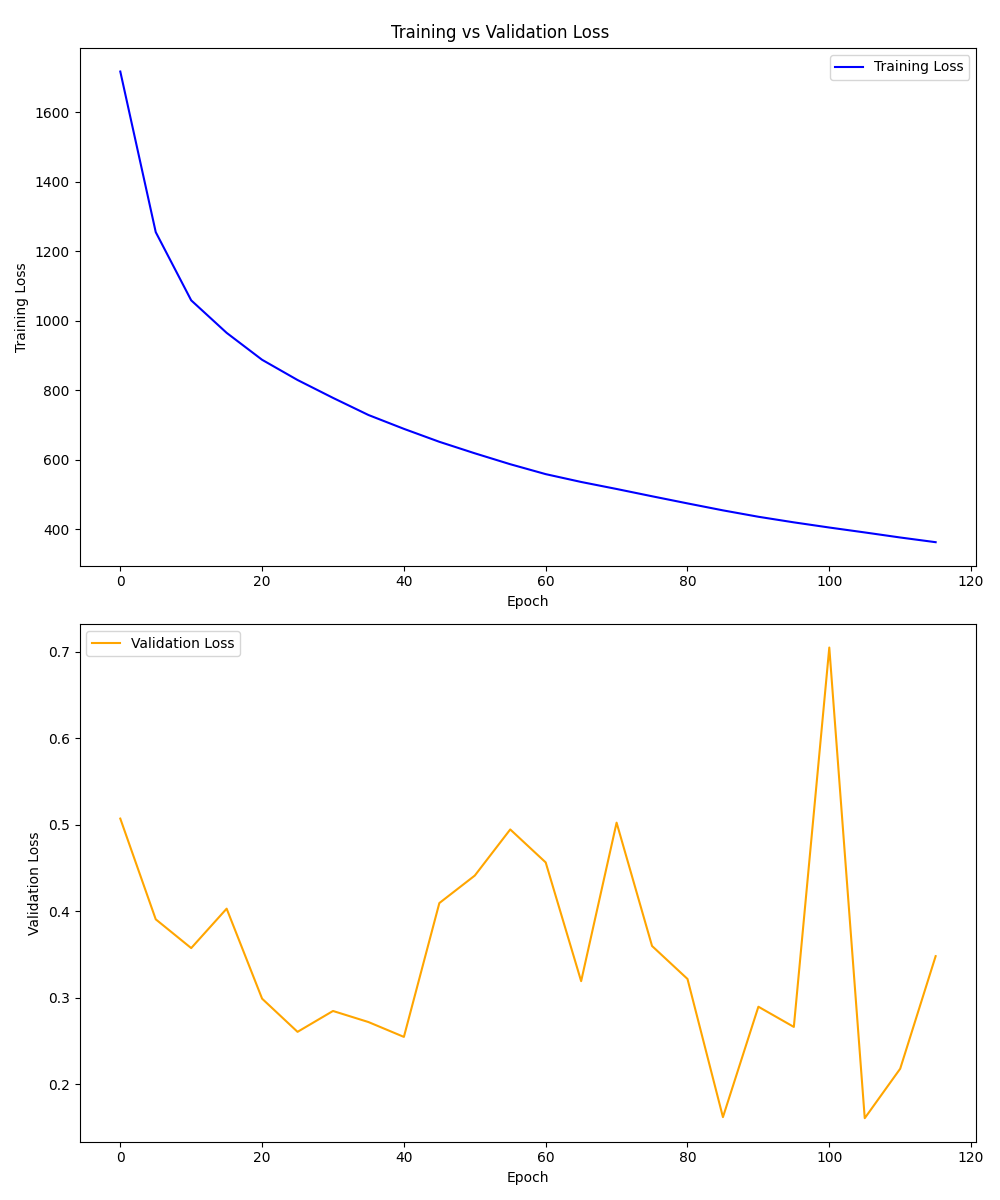 Training vs Validation Loss
Training Loss
Training Loss
1600
1400
1200
1000
800
600
400
0 20 40 60 80 100 120
Epoch
Validation Loss
Validation Loss
0.7
0.6
0.5
0.4
0.3
0.2
0 20 40 60 80 100 120
Epoch